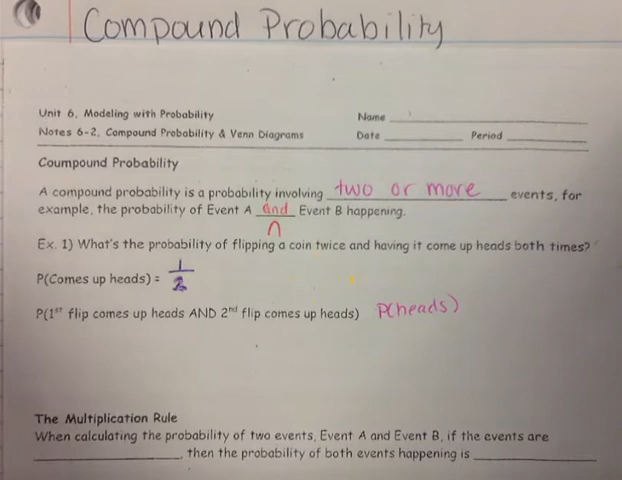 Compound Probability
Unit 6, Modeling with Probability Name
Notes 6-2, Compound Probability & Venn Diagrams Date Period
Coumpound Probability
A compound probability is a probability involving two or more events, for
example, the probability of Event A and Event B happening.
∩
Ex. 1) What's the probability of flipping a coin twice and having it come up heads both times?
P(Comes up heads) = 1/2
P(1st flip comes up heads AND 2nd flip comes up heads) P(heads)
The Multiplication Rule
When calculating the probability of two events, Event A and Event B, if the events are
, then the probability of both events happening is